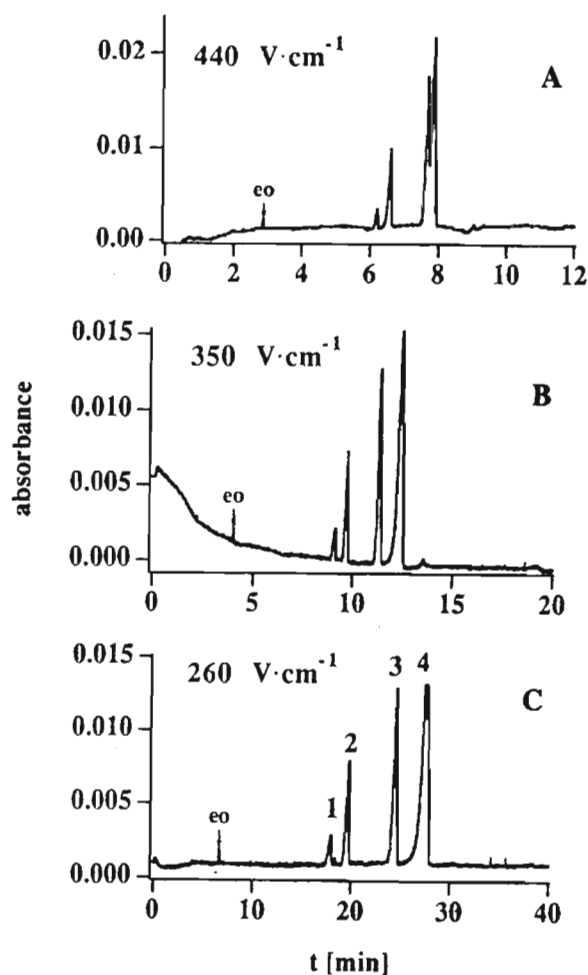 440 V·cm⁻¹
A
0.02
0.01
0.00
eo
0 2 4 6 8 10 12
350 V·cm⁻¹
B
0.015
0.010
0.005
0.000
eo
0 5 10 15 20
absorbance
260 V·cm⁻¹
C
0.015
0.010
0.005
0.000
eo
1 2 3 4
0 10 20 30 40
t [min]